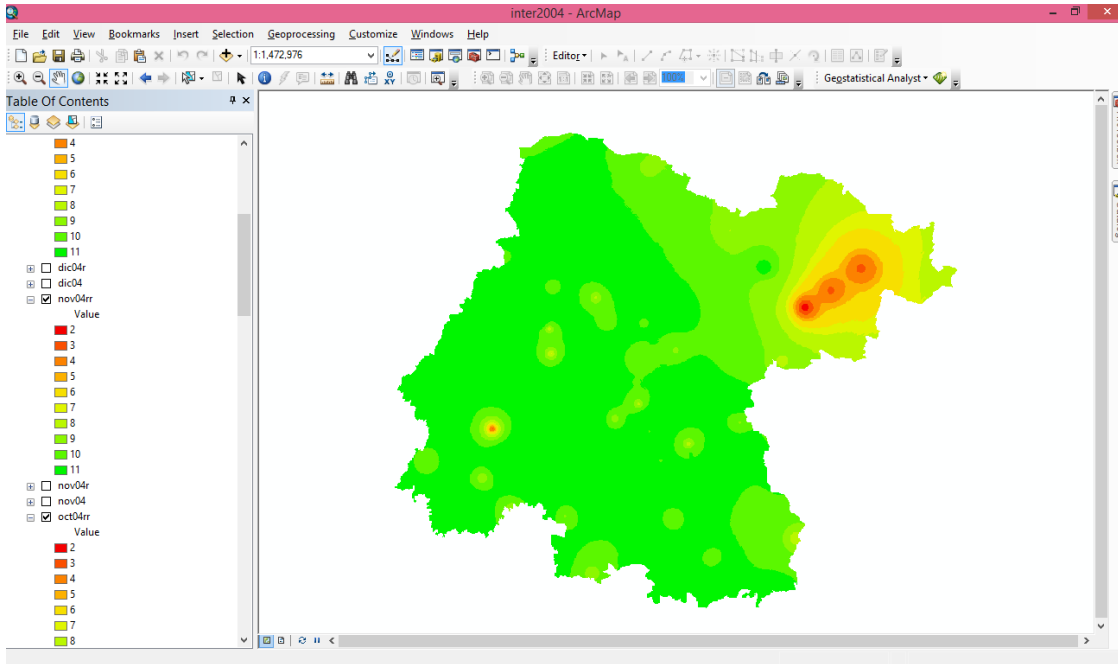 inter2004 - ArcMap
File Edit View Bookmarks Insert Selection Geoprocessing Customize Windows Help
1:1,472,976
Editor
100%
Geostatistical Analyst
Table Of Contents
4
5
6
7
8
9
10
11
dic04r
dic04
nov04rr
Value
2
3
4
5
6
7
8
9
10
11
nov04r
nov04
oct04rr
Value
2
3
4
5
6
7
8